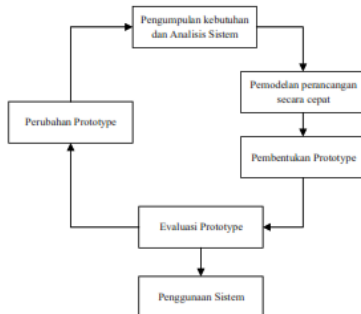 Pengumpulan kebutuhan
dan Analisis Sistem
Pemodelan perancangan
secara cepat
Perubahan Prototype
Pembentukan Prototype
Evaluasi Prototype
Penggunaan Sistem